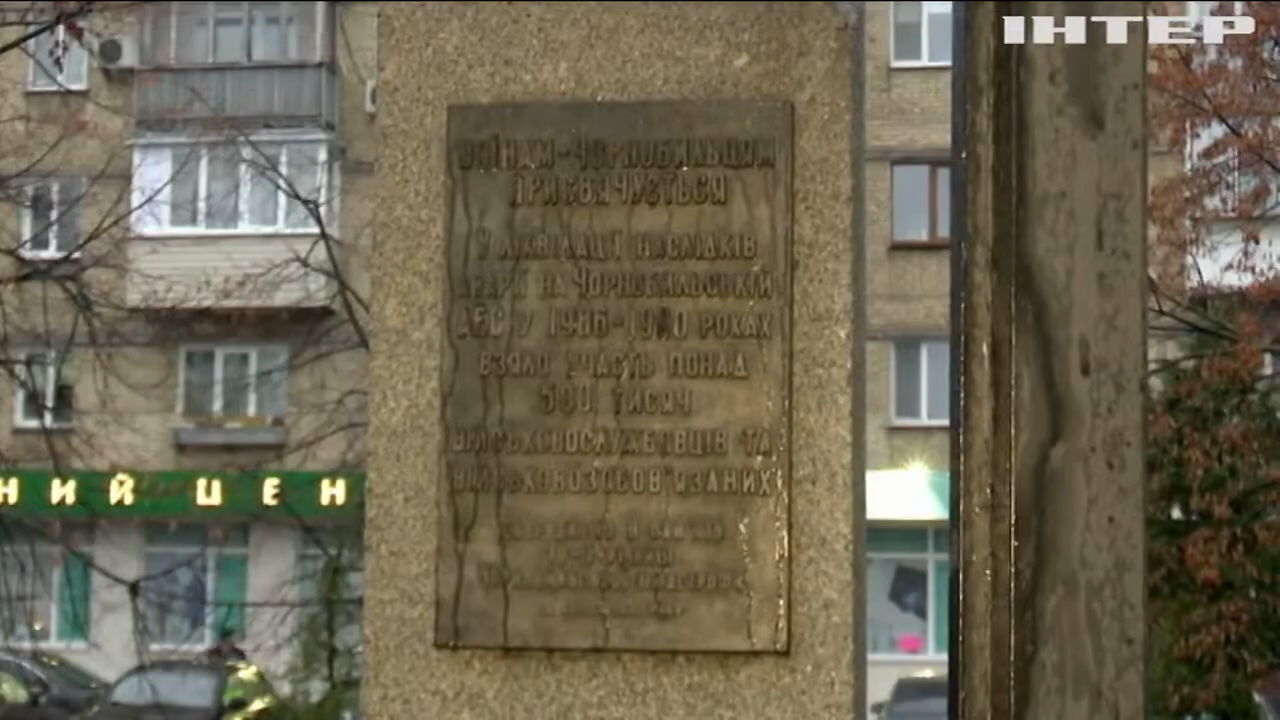 ІНТЕР
ВОЇНАМ-ЧОРНОБИЛЬЦЯМ
ПРИСВЯЧУЄТЬСЯ
У ЛІКВІДАЦІЇ НАСЛІДКІВ
АВАРІЇ НА ЧОРНОБИЛЬСЬКІЙ
АЕС У 1986-1990 РОКАХ
ВЗЯЛО УЧАСТЬ ПОНАД
500 ТИСЯЧ
ВІЙСЬКОВОСЛУЖБОВЦІВ ТА
ВІЙСЬКОВОЗОБОВ'ЯЗАНИХ
НИЙ ЦЕН